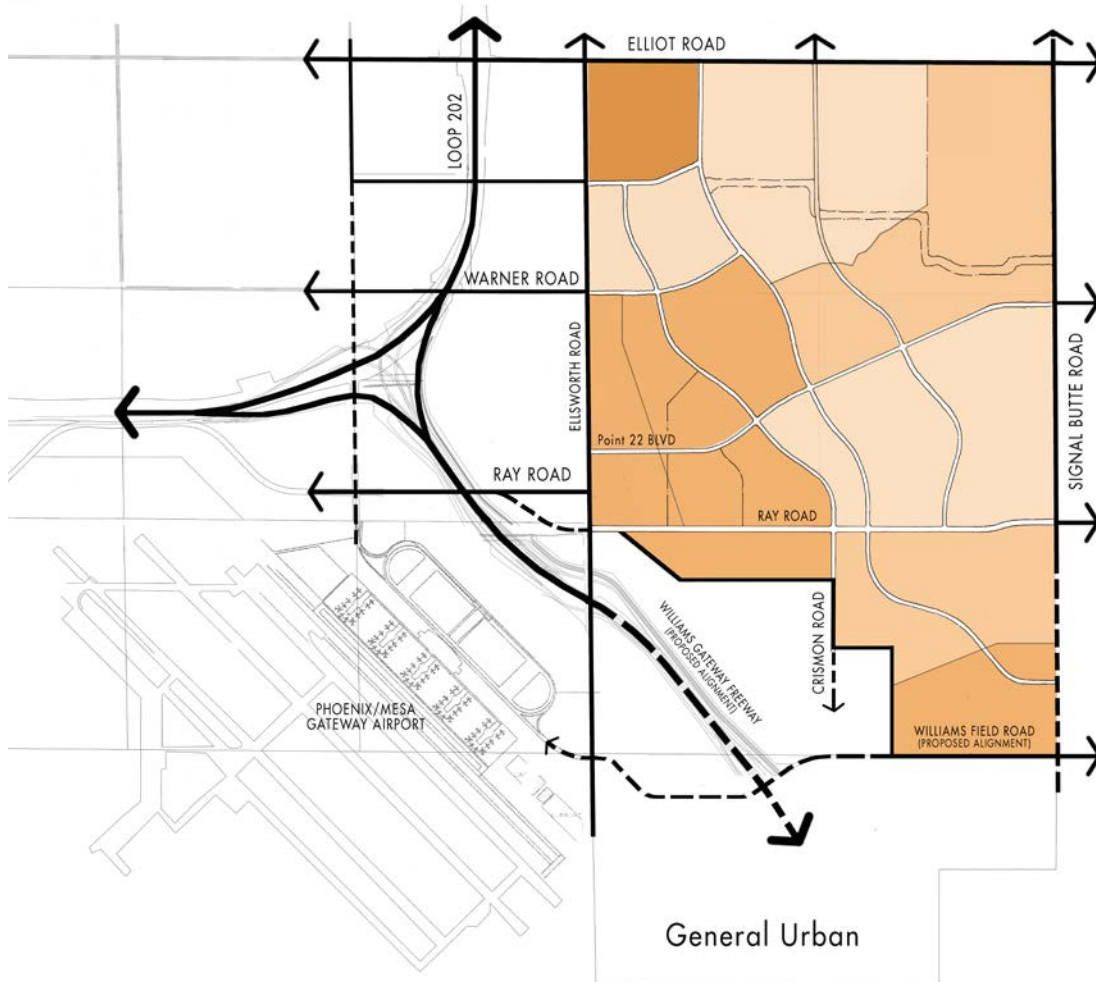 ELLIOT ROAD
LOOP 202
WARNER ROAD
ELLSWORTH ROAD
SIGNAL BUTTE ROAD
Point 22 BLVD
RAY ROAD
RAY ROAD
WILLIAMS GATEWAY FREEWAY
(PROPOSED ALIGNMENT)
CRISMON ROAD
PHOENIX/MESA
GATEWAY AIRPORT
WILLIAMS FIELD ROAD
(PROPOSED ALIGNMENT)
General Urban